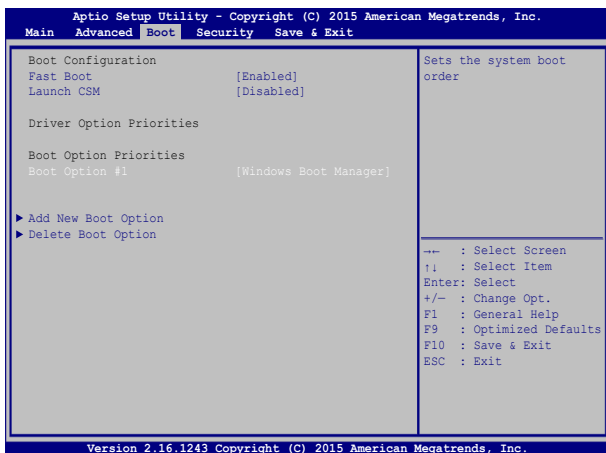 Aptio Setup Utility - Copyright (C) 2015 American Megatrends, Inc.
Main Advanced Boot Security Save & Exit
Boot Configuration
Fast Boot [Enabled]
Launch CSM [Disabled]
Driver Option Priorities
Boot Option Priorities
Boot Option #1 [Windows Boot Manager]
▶ Add New Boot Option
▶ Delete Boot Option
Sets the system boot
order
→← : Select Screen
↑↓ : Select Item
Enter: Select
+/— : Change Opt.
F1 : General Help
F9 : Optimized Defaults
F10 : Save & Exit
ESC : Exit
Version 2.16.1243 Copyright (C) 2015 American Megatrends, Inc.